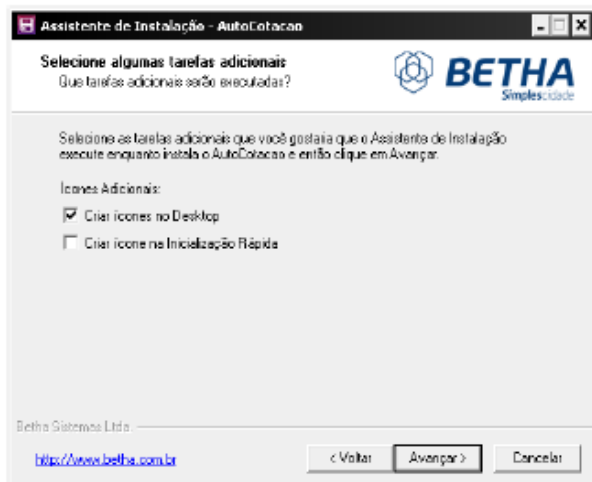 Assistente de Instalação - AutoCotacao
Selecione algumas tarefas adicionais
Que tarefas adicionais serão executadas?
BETHA
Simplescidade
Selecione as tarefas adicionais que você gostaria que o Assistente de Instalação
execute enquanto instala o AutoCotacao e então clique em Avançar.
Ícones Adicionais:
Criar ícones no Desktop
Criar ícone na Inicialização Rápida
Betha Sistemas Ltda.
http://www.betha.com.br
< Voltar
Avançar >
Cancelar